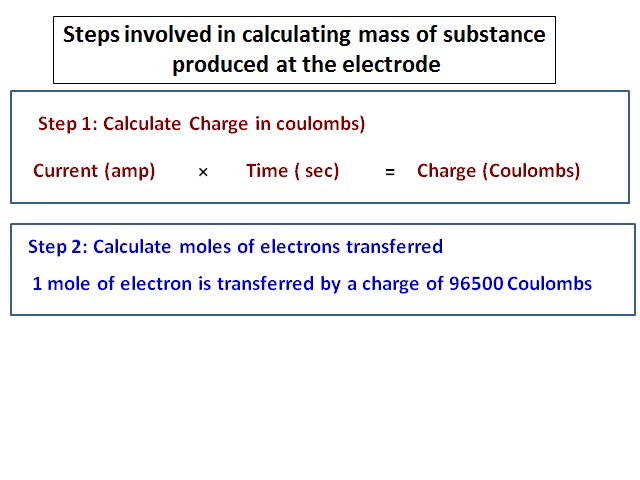 Steps involved in calculating mass of substance
produced at the electrode
Step 1: Calculate Charge in coulombs)
Current (amp) × Time ( sec) = Charge (Coulombs)
Step 2: Calculate moles of electrons transferred
1 mole of electron is transferred by a charge of 96500 Coulombs